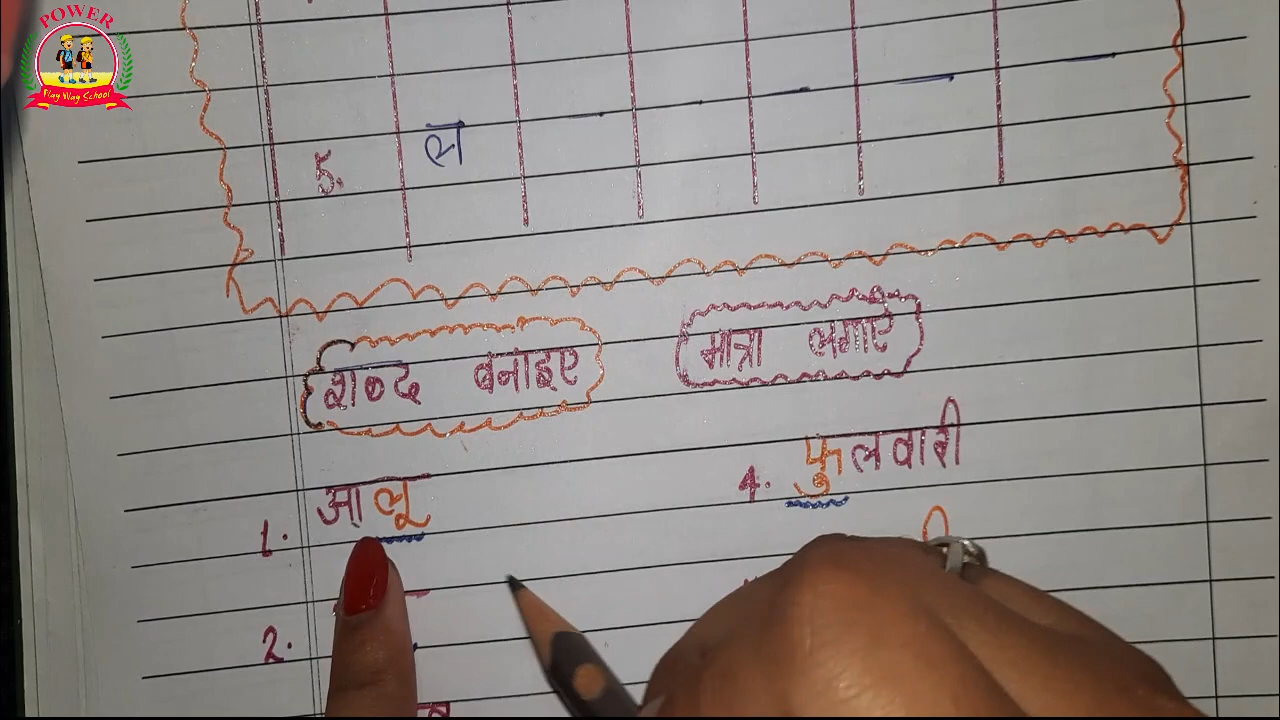 POWER
Play Way School
5. ल
शब्द बनाइए
मात्रा लगाएँ
1. आलू
4. फुलवारी
2.